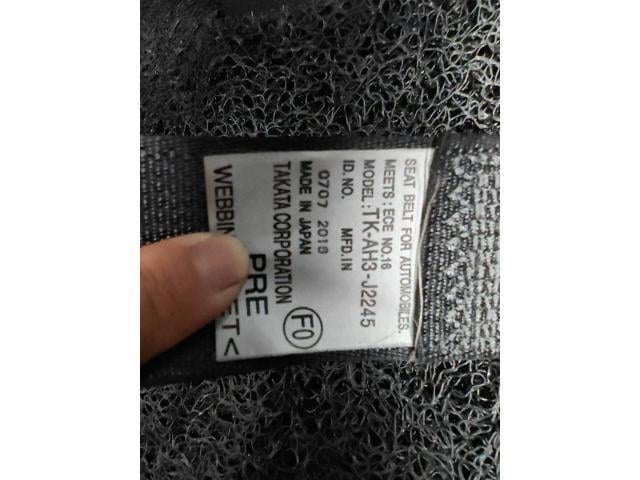 SEAT BELT FOR AUTOMOBILES.
MEETS : ECE NO.16
MODEL : TK-AH3-J2245
ID.NO. MFD.IN
0707 2018
MADE IN JAPAN
TAKATA CORPORATION
F0
PRE